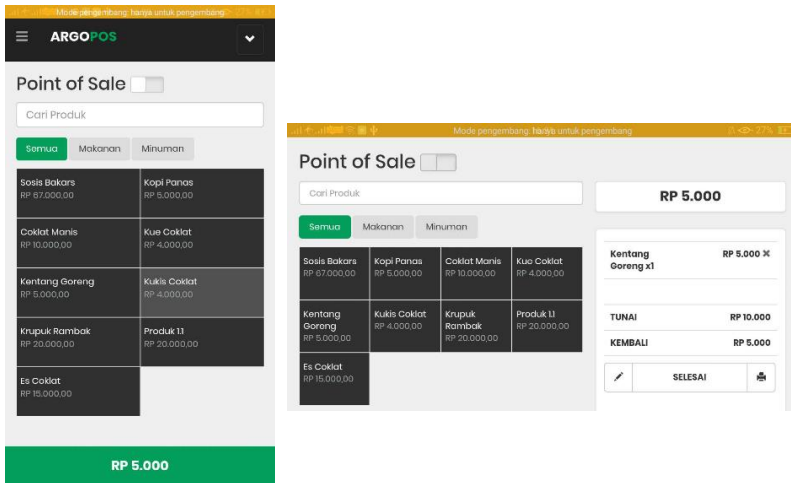 Mode pengembang: hanya untuk pengembang
27%
ARGOPOS
Point of Sale
Cari Produk
Semua Makanan Minuman
Sosis Bakars Kopi Panas
RP 67.000,00 RP 5.000,00
Coklat Manis Kue Coklat
RP 10.000,00 RP 4.000,00
Kentang Goreng Kukis Coklat
RP 5.000,00 RP 4.000,00
Krupuk Rambak Produk 1.1
RP 20.000,00 RP 20.000,00
Es Coklat
RP 15.000,00
RP 5.000
Mode pengembang: hanya untuk pengembang
27%
Point of Sale
Cari Produk
Semua Makanan Minuman
Sosis Bakars Kopi Panas Coklat Manis Kue Coklat
RP 67.000,00 RP 5.000,00 RP 10.000,00 RP 4.000,00
Kentang Goreng Kukis Coklat Krupuk Rambak Produk 1.1
RP 5.000,00 RP 4.000,00 RP 20.000,00 RP 20.000,00
Es Coklat
RP 15.000,00
RP 5.000
Kentang RP 5.000 ✕
Goreng x1
TUNAI RP 10.000
KEMBALI RP 5.000
SELESAI